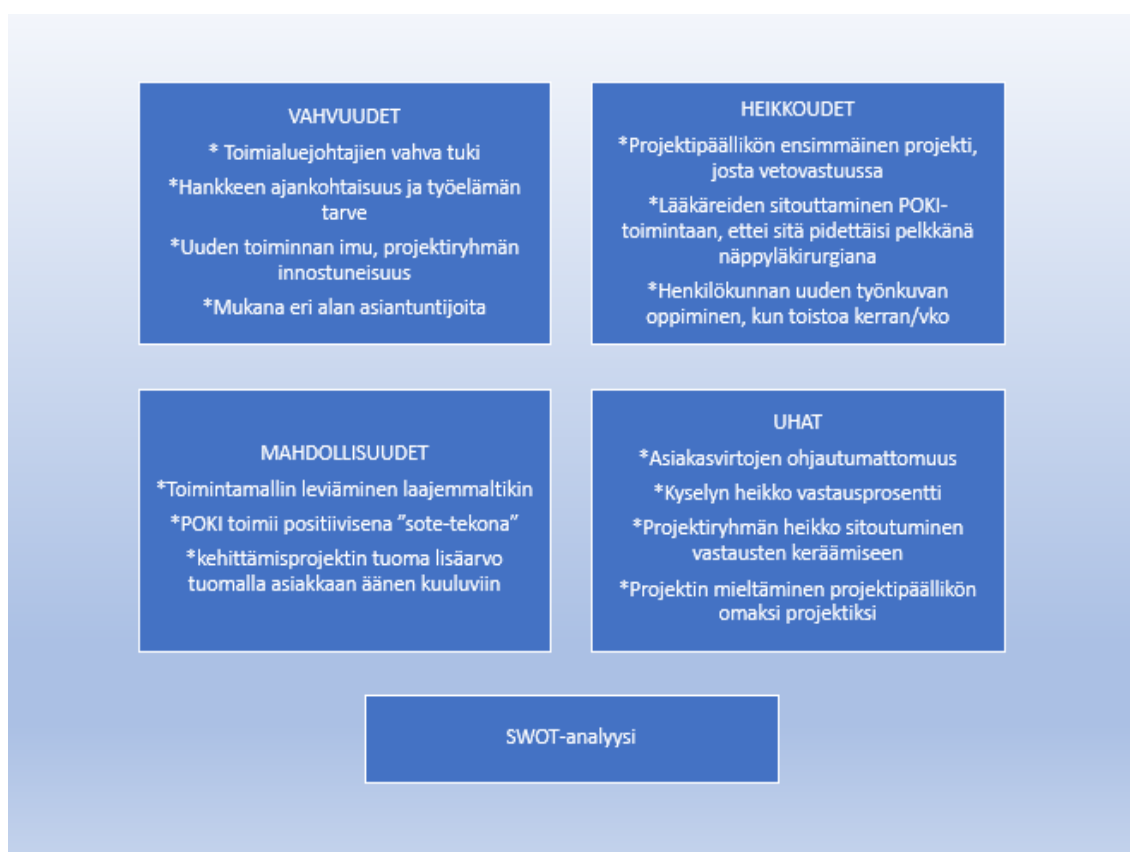 VAHVUUDET
* Toimialuejohtajien vahva tuki
*Hankkeen ajankohtaisuus ja työelämän
tarve
*Uuden toiminnan imu, projektiryhmän
innostuneisuus
*Mukana eri alan asiantuntijoita
HEIKKOUDET
*Projektipäällikön ensimmäinen projekti,
josta vetovastuussa
*Lääkäreiden sitouttaminen POKI-
toimintaan, ettei sitä pidettäisi pelkkänä
näppyläkirurgiana
*Henkilökunnan uuden työnkuvan
oppiminen, kun toistoa kerran/vko
MAHDOLLISUUDET
*Toimintamallin leviäminen laajemmaltikin
*POKI toimii positiivisena ”sote-tekona”
*kehittämisprojektin tuoma lisäarvo
tuomalla asiakkaan äänen kuuluviin
UHAT
*Asiakasvirtojen ohjautumattomuus
*Kyselyn heikko vastausprosentti
*Projektiryhmän heikko sitoutuminen
vastausten keräämiseen
*Projektin mieltäminen projektipäällikön
omaksi projektiksi
SWOT-analyysi